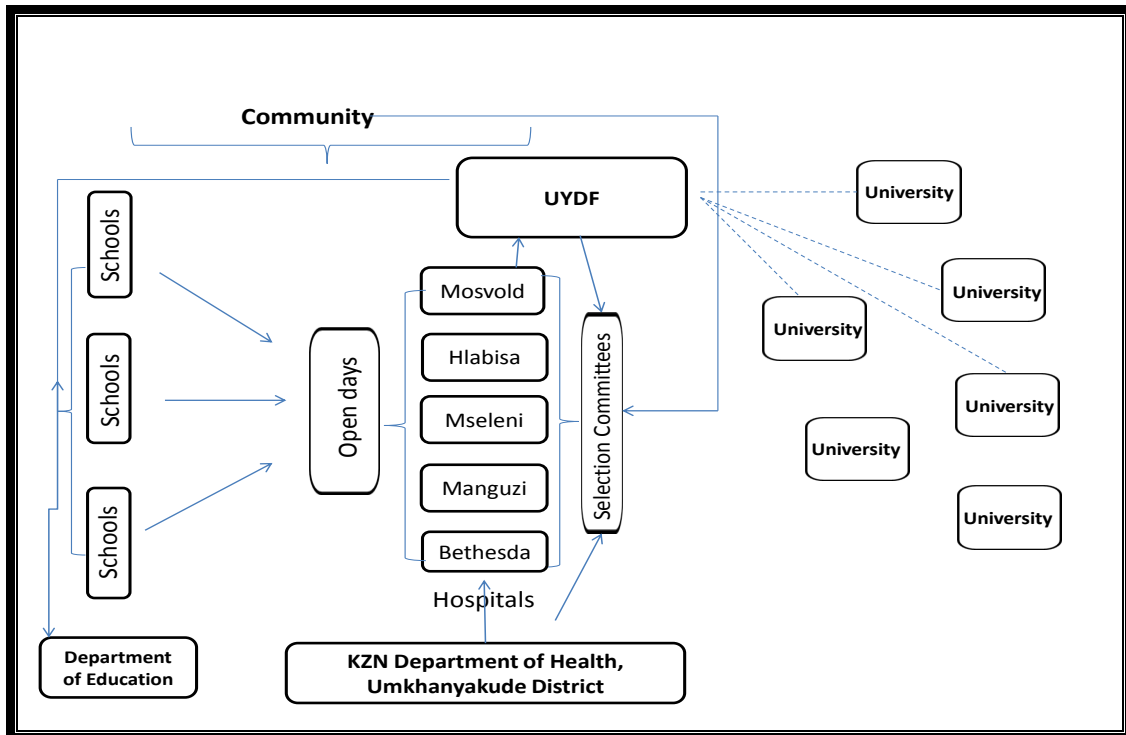 Community
UYDF
University
Schools
University
Mosvold
University
Hlabisa
Schools
Open days
Selection Committees
Mseleni
University
University
Manguzi
Schools
University
Bethesda
Hospitals
Department
of Education
KZN Department of Health,
Umkhanyakude District